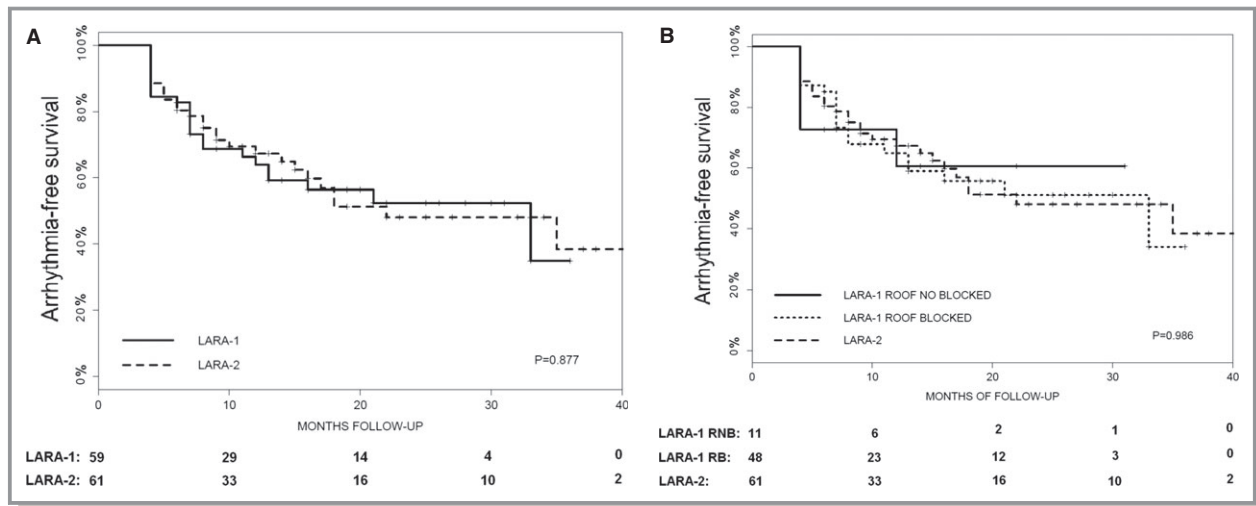 A
Arrhythmia-free survival
100%
80%
60%
40%
20%
0%
LARA-1
LARA-2
P=0.877
0 10 20 30 40
MONTHS FOLLOW-UP
LARA-1: 59 29 14 4 0
LARA-2: 61 33 16 10 2
B
Arrhythmia-free survival
100%
80%
60%
40%
20%
0%
LARA-1 ROOF NO BLOCKED
LARA-1 ROOF BLOCKED
LARA-2
P=0.986
0 10 20 30 40
MONTHS OF FOLLOW-UP
LARA-1 RNB: 11 6 2 1 0
LARA-1 RB: 48 23 12 3 0
LARA-2: 61 33 16 10 2